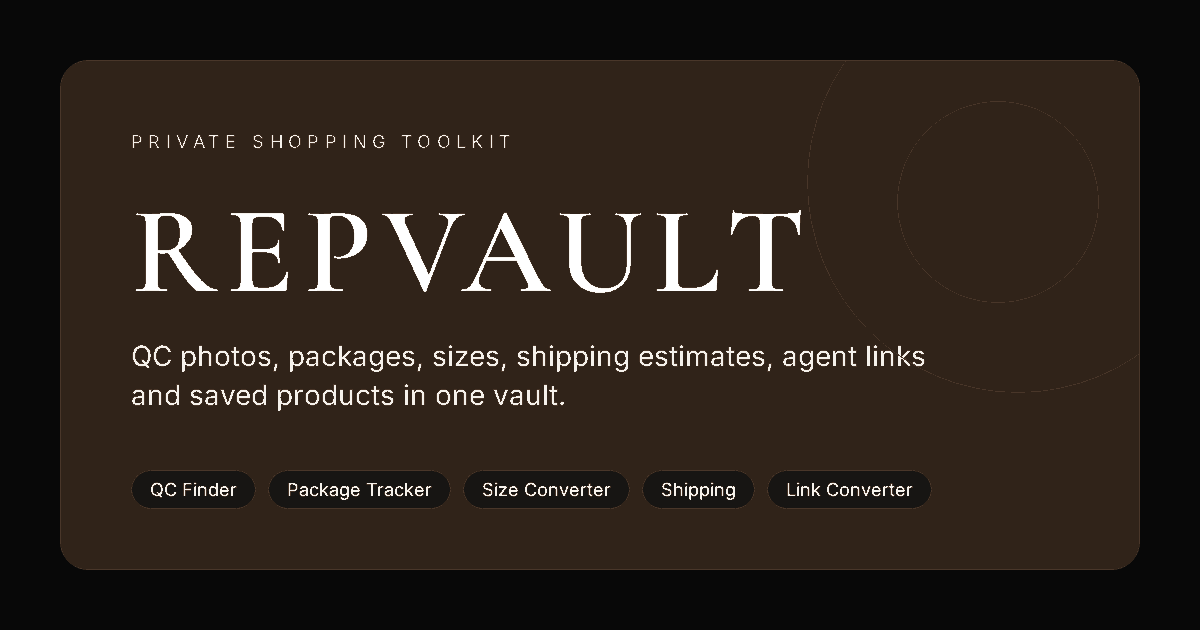 PRIVATE SHOPPING TOOLKIT
REPVAULT
QC photos, packages, sizes, shipping estimates, agent links
and saved products in one vault.
QC Finder Package Tracker Size Converter Shipping Link Converter